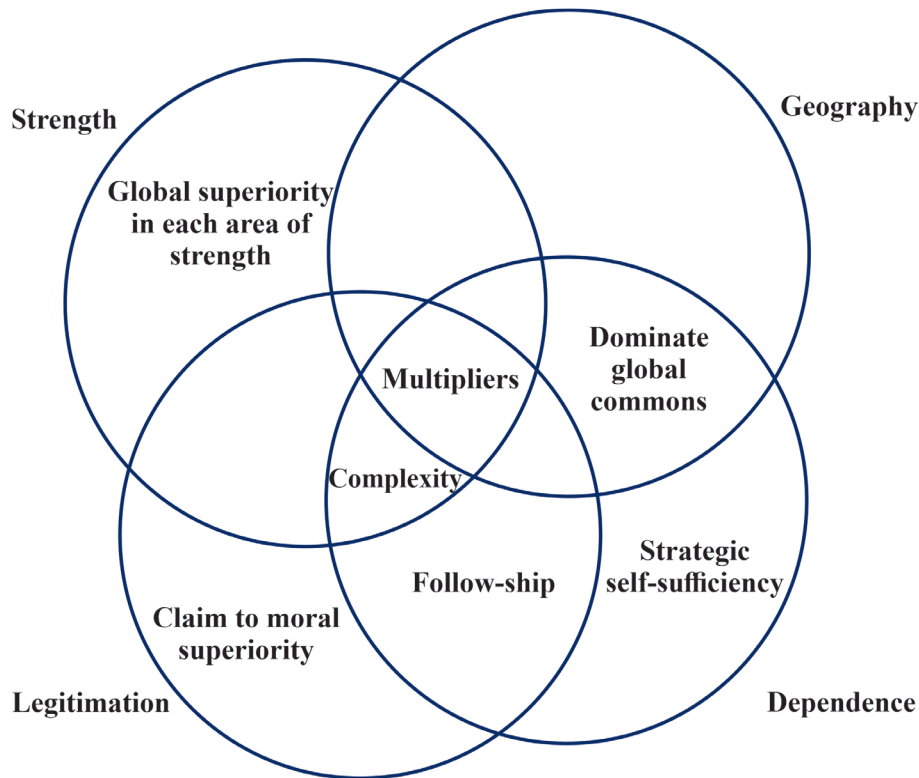 Strength
Geography
Global superiority
in each area of
strength
Dominate
global
commons
Multipliers
Complexity
Strategic
self-sufficiency
Follow-ship
Claim to moral
superiority
Legitimation
Dependence